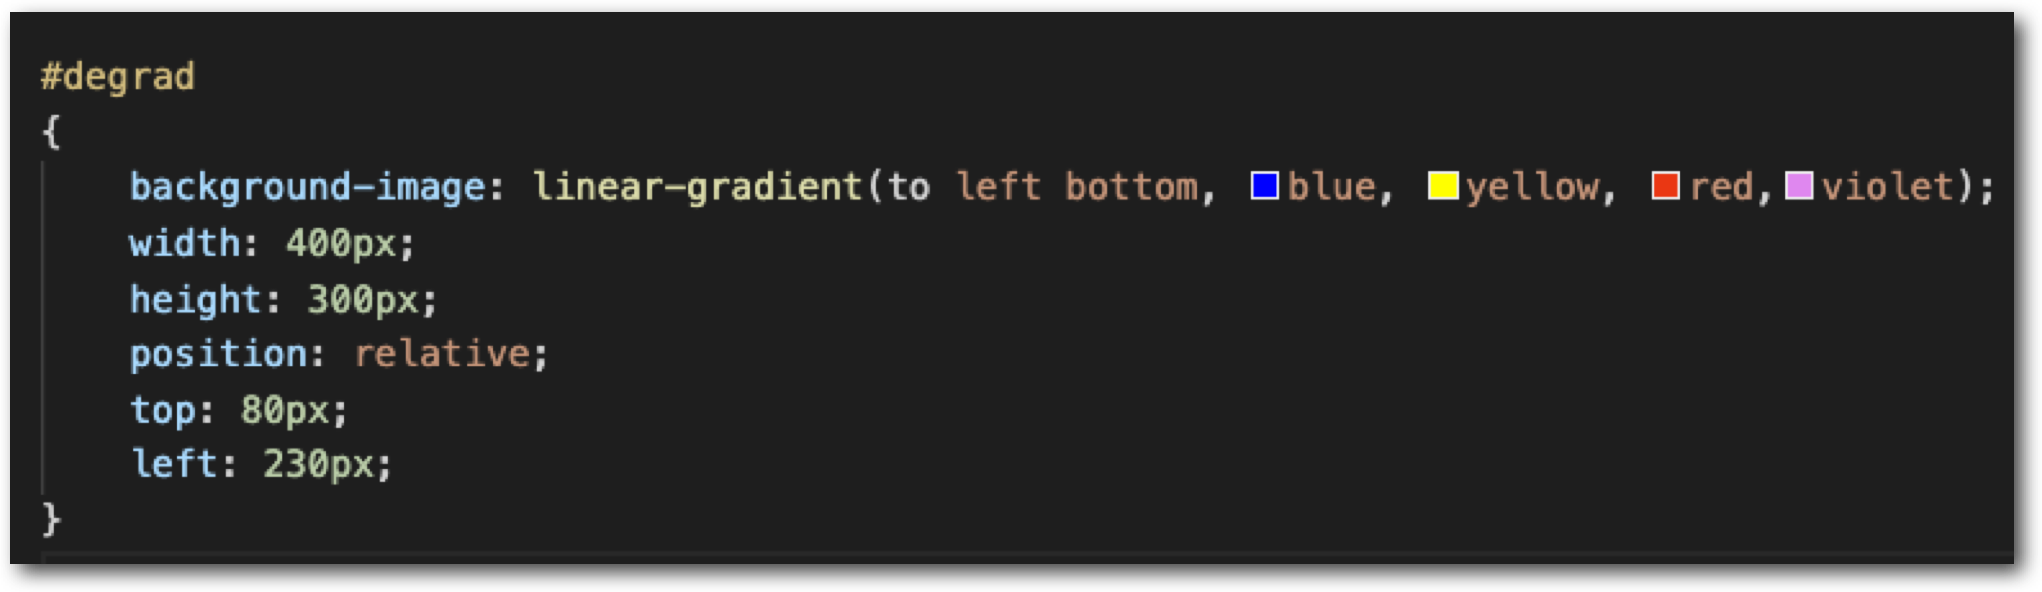 #degrad
{
background-image: linear-gradient(to left bottom, blue, yellow, red,violet);
width: 400px;
height: 300px;
position: relative;
top: 80px;
left: 230px;
}